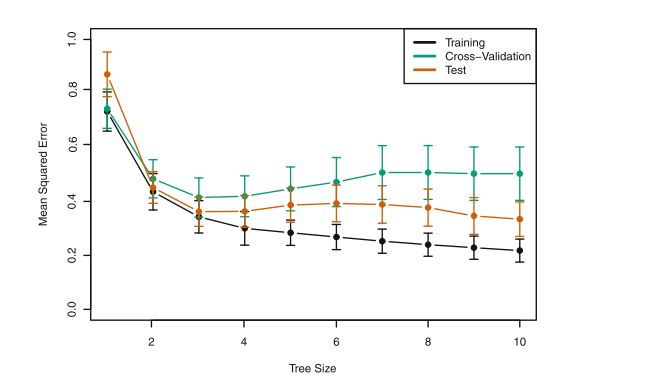 Training
Cross−Validation
Test
Mean Squared Error
1.0
0.8
0.6
0.4
0.2
0.0
2 4 6 8 10
Tree Size